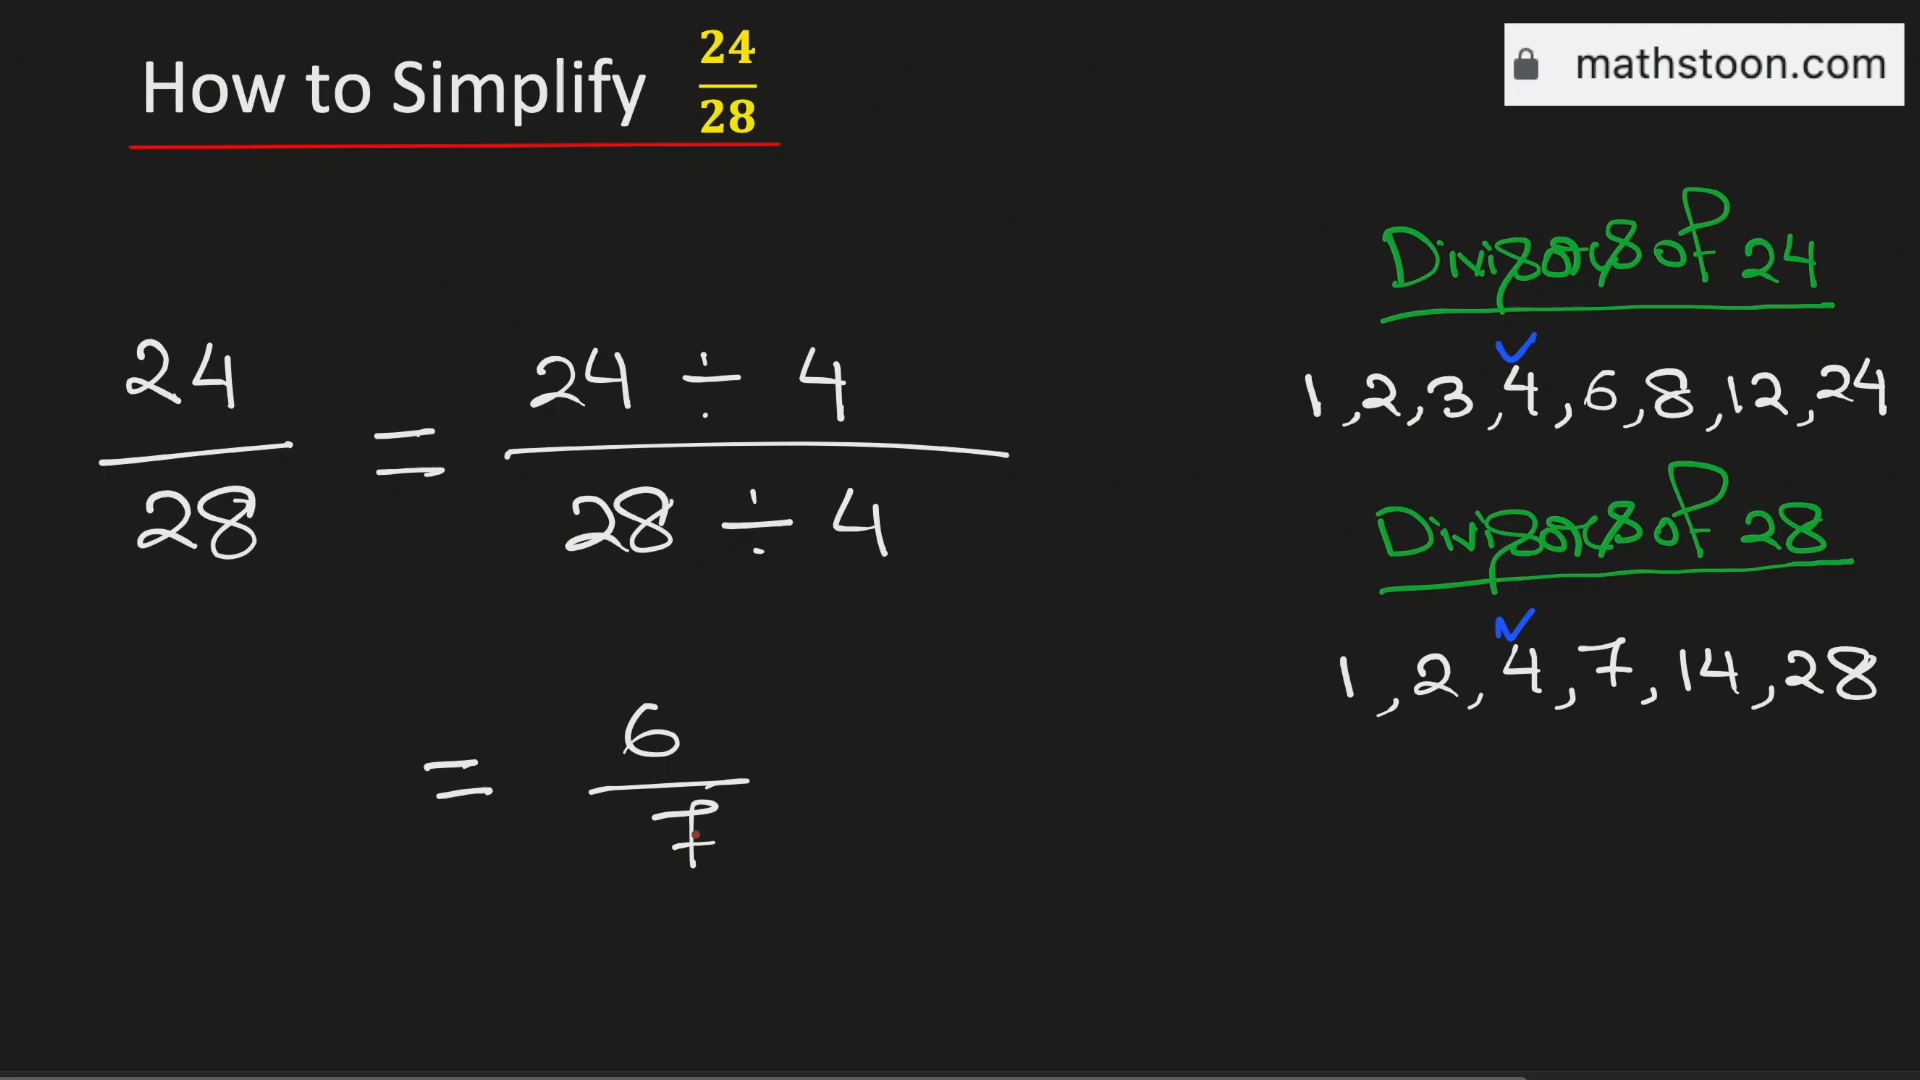 How to Simplify 24/28
mathstoon.com
24/28 = (24 ÷ 4)/(28 ÷ 4)
= 6/7
Divisors of 24
1, 2, 3, 4, 6, 8, 12, 24
Divisors of 28
1, 2, 4, 7, 14, 28